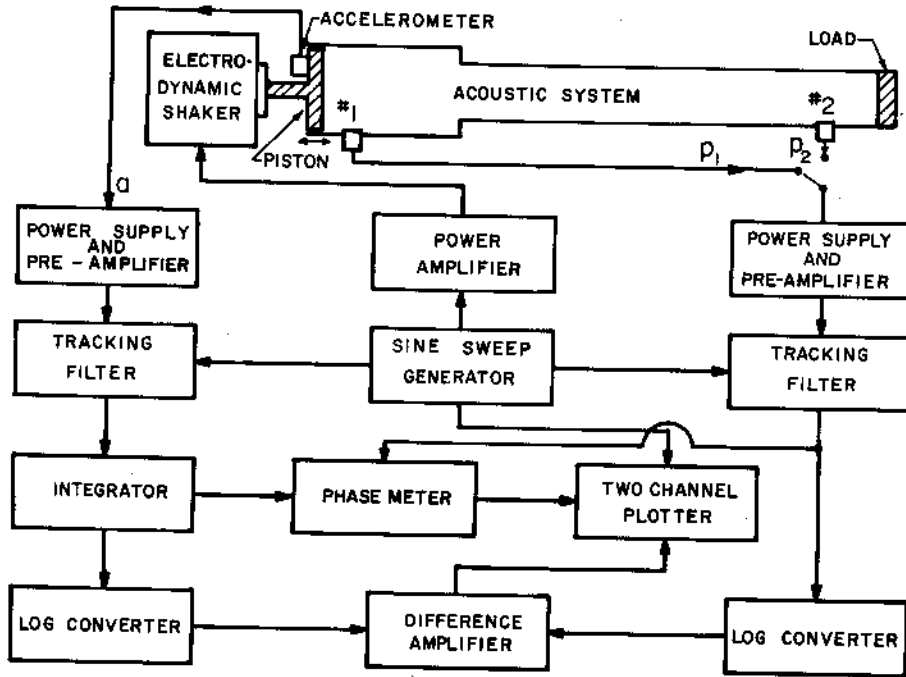 ACCELEROMETER
LOAD
ELECTRO-
DYNAMIC
SHAKER
#1
ACOUSTIC SYSTEM
#2
PISTON
P1
P2
a
POWER SUPPLY
AND
PRE - AMPLIFIER
POWER
AMPLIFIER
POWER SUPPLY
AND
PRE-AMPLIFIER
TRACKING
FILTER
SINE SWEEP
GENERATOR
TRACKING
FILTER
INTEGRATOR
PHASE METER
TWO CHANNEL
PLOTTER
LOG CONVERTER
DIFFERENCE
AMPLIFIER
LOG CONVERTER